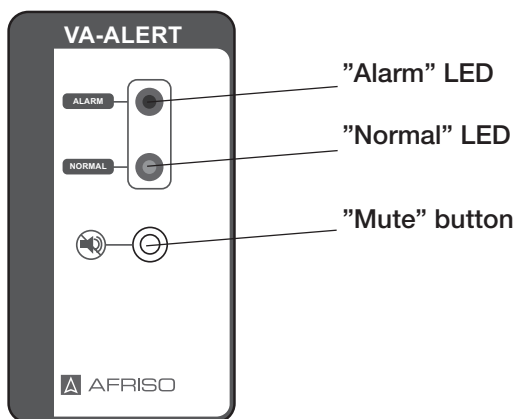 VA-ALERT
ALARM
NORMAL
AFRISO
”Alarm” LED
”Normal” LED
”Mute” button